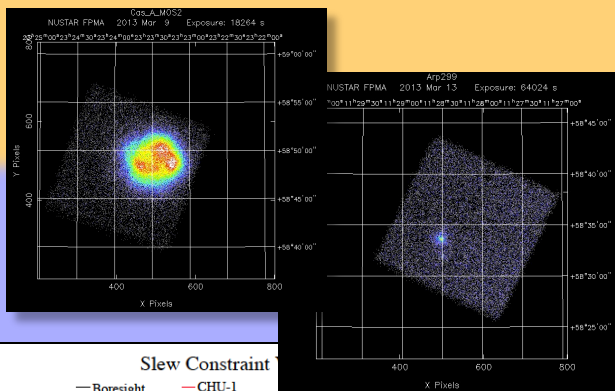 Cas_A_MOS2
NUSTAR FPMA 2013 Mar 9 Exposure: 18264 s
+59°00'00"
+58°55'00"
+58°50'00"
+58°45'00"
+58°40'00"
800
600
400
Y Pixels
400 600 800
X Pixels
Arp299
NUSTAR FPMA 2013 Mar 13 Exposure: 64024 s
+58°45'00"
+58°40'00"
+58°35'00"
+58°30'00"
+58°25'00"
400 600 800
X Pixels
Slew Constraint
Boresight CHU-1